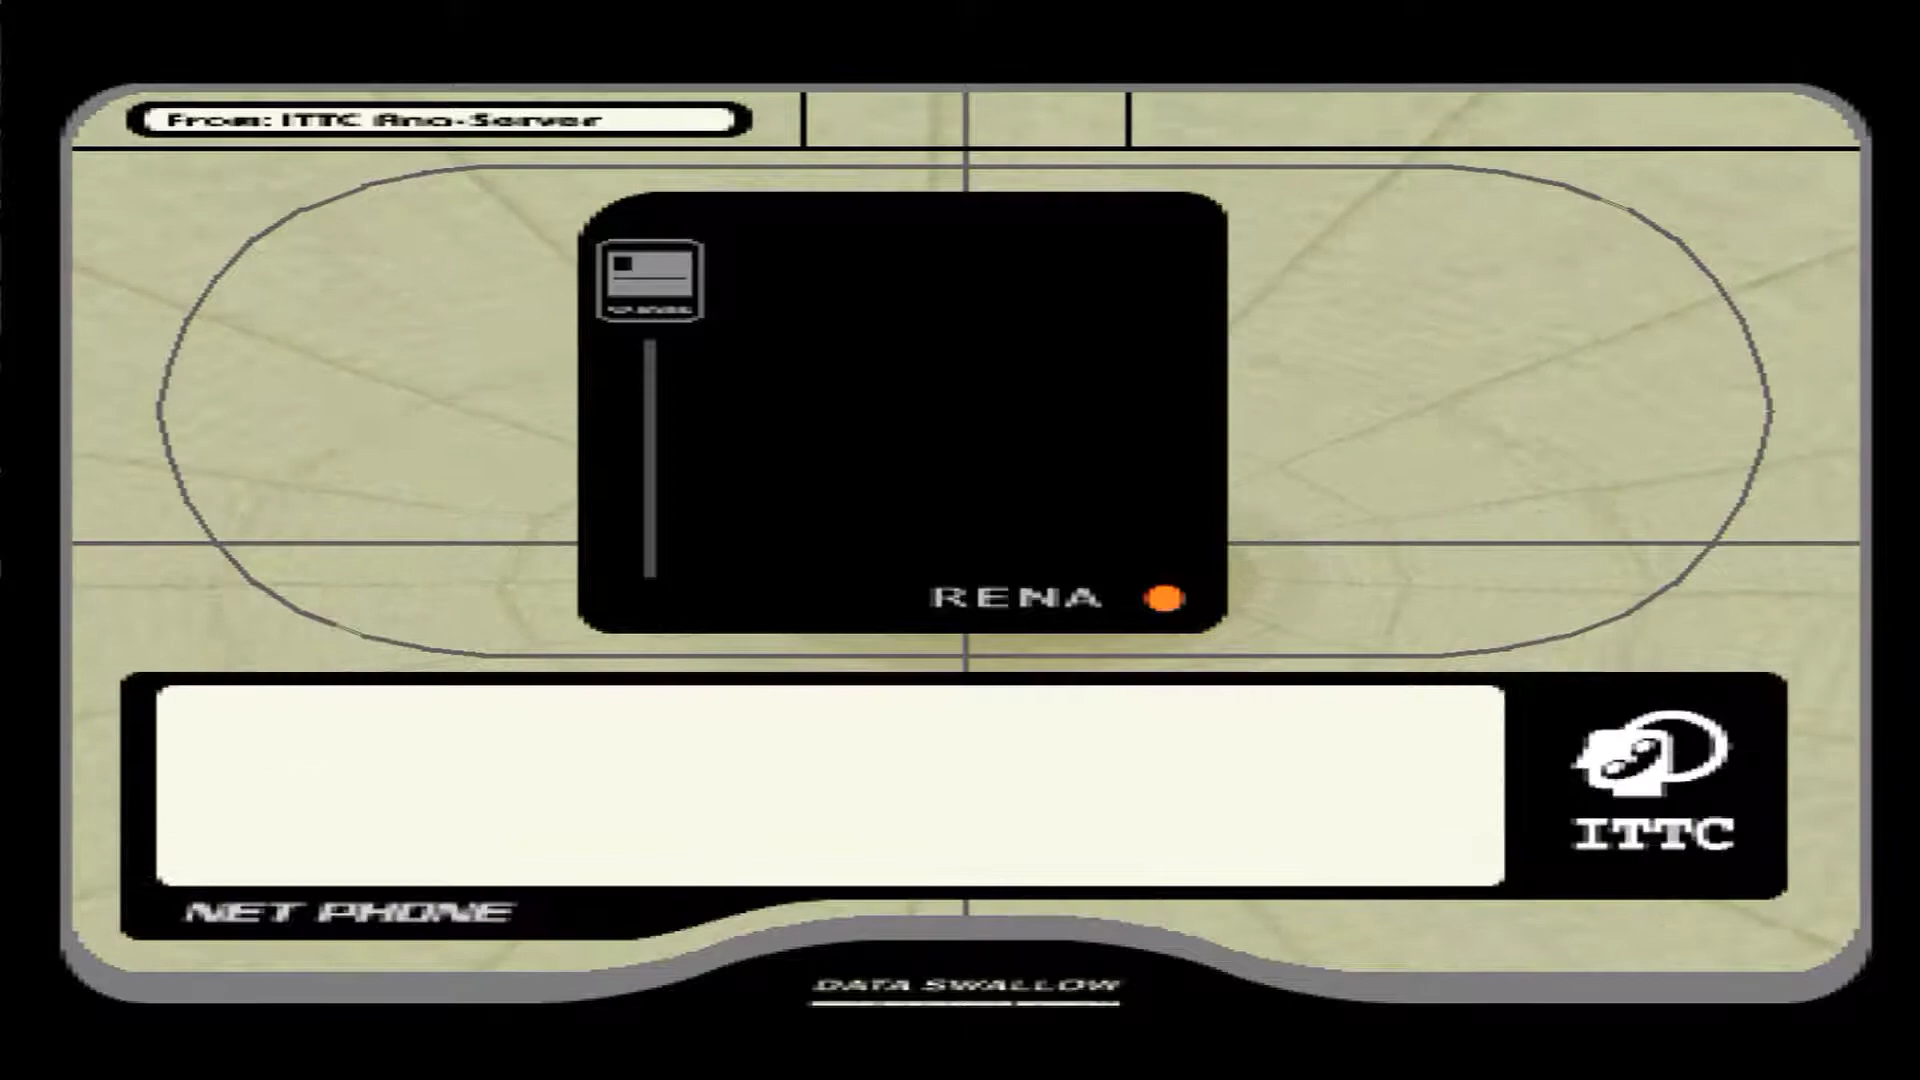 From: ITTC Ano-Server
RENA
ITTC
NET PHONE
DATA SWALLOW